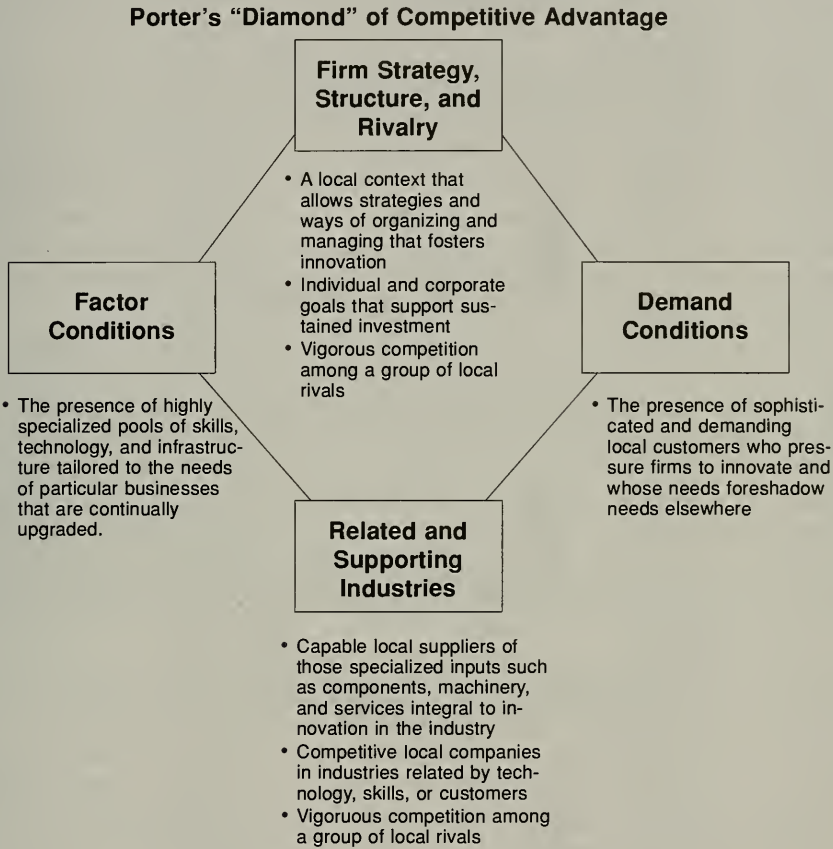 Porter's “Diamond” of Competitive Advantage
Firm Strategy,
Structure, and
Rivalry
• A local context that
allows strategies and
ways of organizing and
managing that fosters
innovation
• Individual and corporate
goals that support sus-
tained investment
• Vigorous competition
among a group of local
rivals
Factor
Conditions
• The presence of highly
specialized pools of skills,
technology, and infrastruc-
ture tailored to the needs
of particular businesses
that are continually
upgraded.
Demand
Conditions
• The presence of sophisti-
cated and demanding
local customers who pres-
sure firms to innovate and
whose needs foreshadow
needs elsewhere
Related and
Supporting
Industries
• Capable local suppliers of
those specialized inputs such
as components, machinery,
and services integral to in-
novation in the industry
• Competitive local companies
in industries related by tech-
nology, skills, or customers
• Vigoruous competition among
a group of local rivals